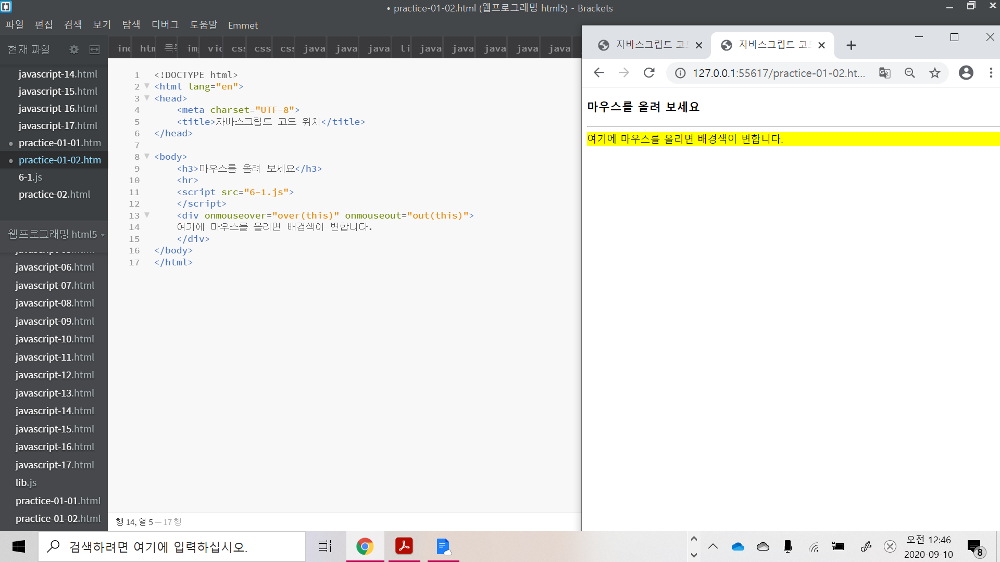 • practice-01-02.html (웹프로그래밍 html5) - Brackets
파일 편집 검색 보기 탐색 디버그 도움말 Emmet
현재 파일
javascript-14.html
javascript-15.html
javascript-16.html
javascript-17.html
practice-01-01.htm
practice-01-02.htm
6-1.js
practice-02.html
웹프로그래밍 html5
javascript-06.html
javascript-07.html
javascript-08.html
javascript-09.html
javascript-10.html
javascript-11.html
javascript-12.html
javascript-13.html
javascript-14.html
javascript-15.html
javascript-16.html
javascript-17.html
lib.js
practice-01-01.html
practice-01-02.html
htm css css java java java li java java java java java
1 <!DOCTYPE html>
2 <html lang="en">
3 <head>
4 <meta charset="UTF-8">
5 <title>자바스크립트 코드 위치</title>
6 </head>
7
8 <body>
9 <h3>마우스를 올려 보세요</h3>
10 <hr>
11 <script src="6-1.js">
12 </script>
13 <div onmouseover="over(this)" onmouseout="out(this)">
14 여기에 마우스를 올리면 배경색이 변합니다.
15 </div>
16 </body>
17 </html>
행 14, 열 5 — 17 행
자바스크립트 코
자바스크립트 코
127.0.0.1:55617/practice-01-02.ht...
마우스를 올려 보세요
여기에 마우스를 올리면 배경색이 변합니다.
검색하려면 여기에 입력하십시오.
오전 12:46
2020-09-10
8